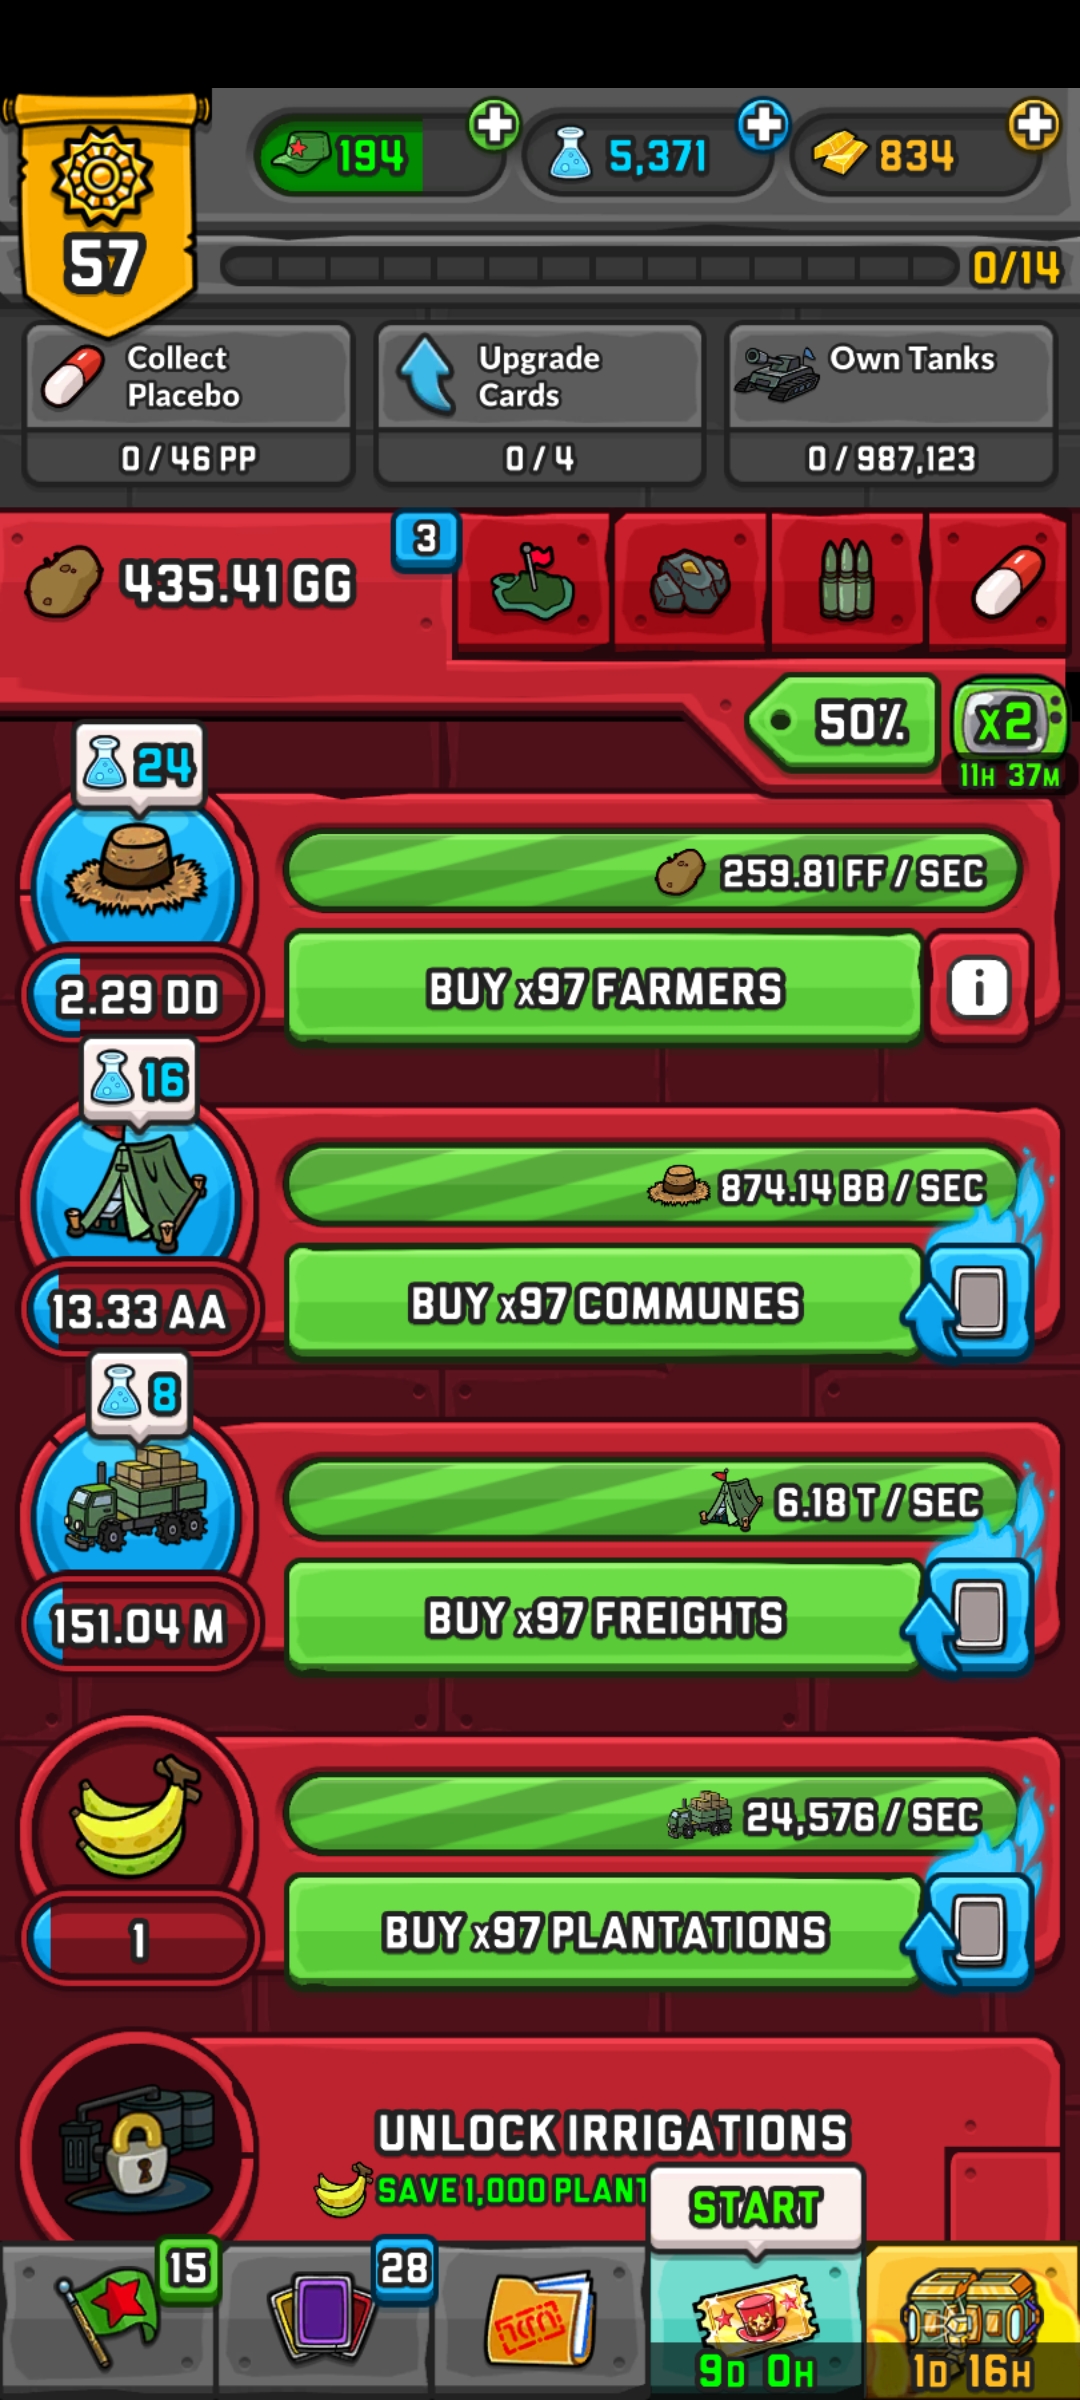 194
5,371
834
57
0/14
Collect
Placebo
0 / 46 PP
Upgrade
Cards
0 / 4
Own Tanks
0 / 987,123
435.41 GG
3
50%
x2
11H 37M
24
259.81 FF / SEC
2.29 DD
BUY x97 FARMERS
i
16
874.14 BB / SEC
13.33 AA
BUY x97 COMMUNES
8
6.18 T / SEC
151.04 M
BUY x97 FREIGHTS
24,576 / SEC
1
BUY x97 PLANTATIONS
UNLOCK IRRIGATIONS
SAVE 1,000 PLANT
START
15
28
9D 0H
1D 16H